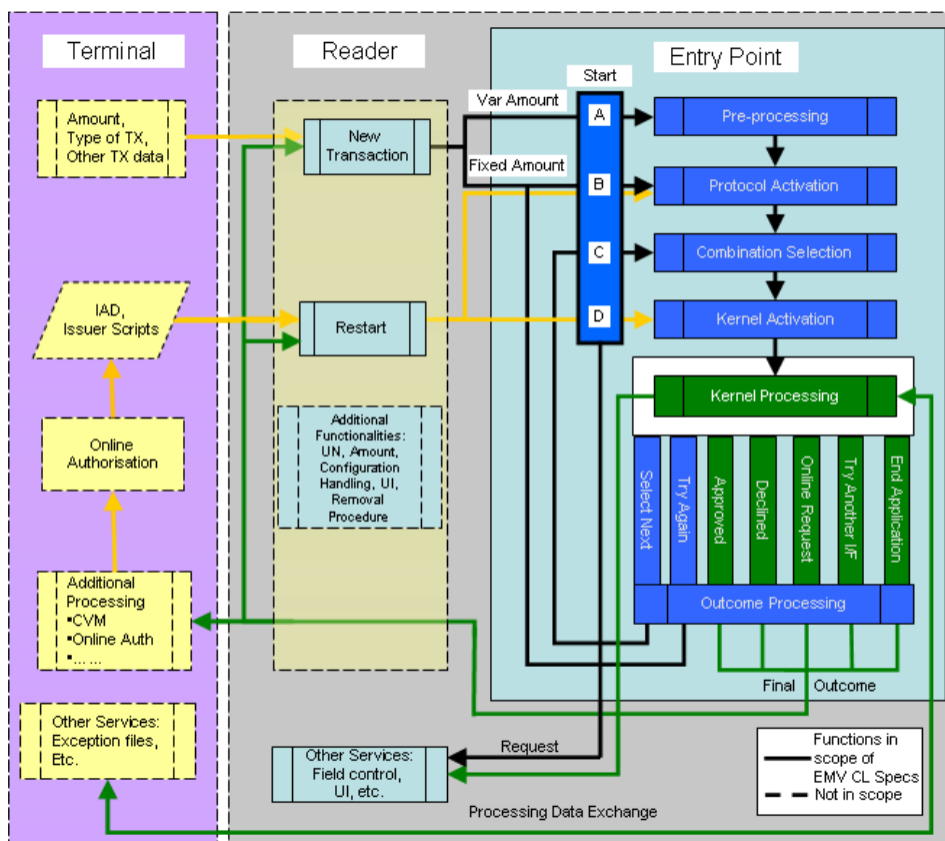 Terminal
Reader
Entry Point
Start
Amount,
Type of TX,
Other TX data
New
Transaction
Var Amount
Fixed Amount
A
B
C
D
Pre-processing
Protocol Activation
Combination Selection
Kernel Activation
Kernel Processing
IAD,
Issuer Scripts
Restart
Online
Authorisation
Additional
Functionalities:
UN, Amount,
Configuration
Handling, UI,
Removal
Procedure
Select Next
Try Again
Approved
Declined
Online Request
Try Another I/F
End Application
Outcome Processing
Additional
Processing
▪CVM
▪Online Auth
▪... ...
Final Outcome
Other Services:
Exception files,
Etc.
Request
Other Services:
Field control,
UI, etc.
Functions in
scope of
EMV CL Specs
Not in scope
Processing Data Exchange